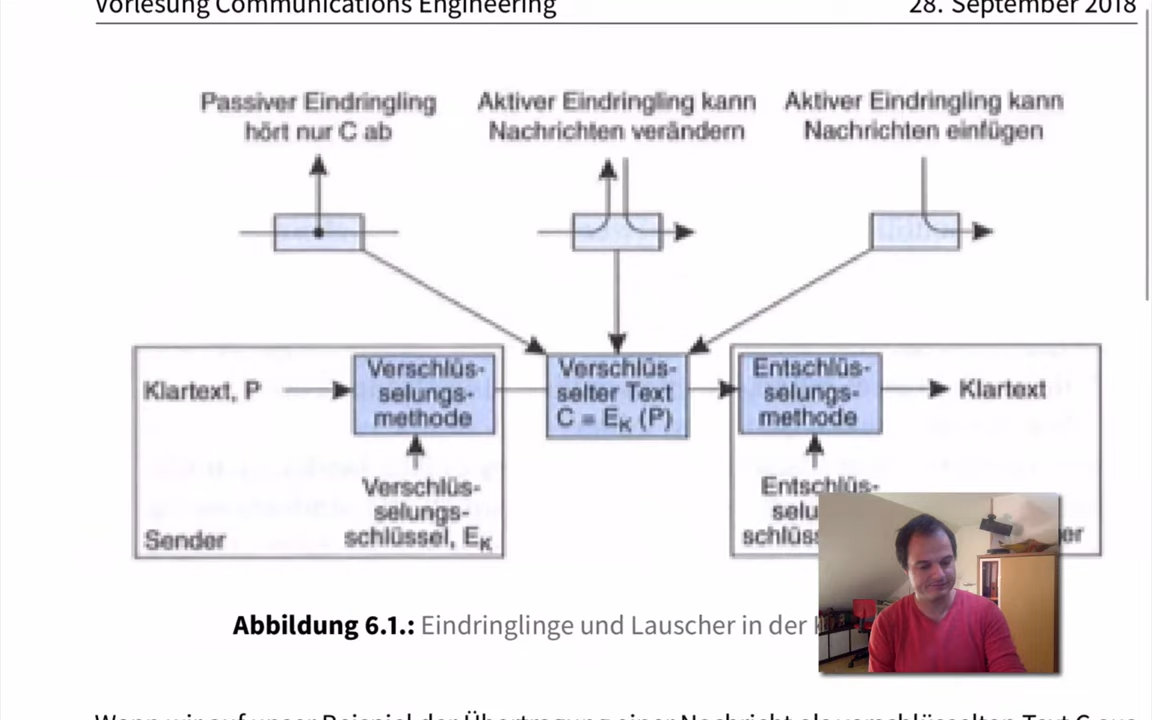 Vorlesung Communications Engineering 28. September 2018
Passiver Eindringling
hört nur C ab
Aktiver Eindringling kann
Nachrichten verändern
Aktiver Eindringling kann
Nachrichten einfügen
Klartext, P
Verschlüs-
selungs-
methode
Verschlüs-
selter Text
C = EK (P)
Entschlüs-
selungs-
methode
Klartext
Verschlüs-
selungs-
schlüssel, EK
Sender
Entschlüs-
Abbildung 6.1.: Eindringlinge und Lauscher in der